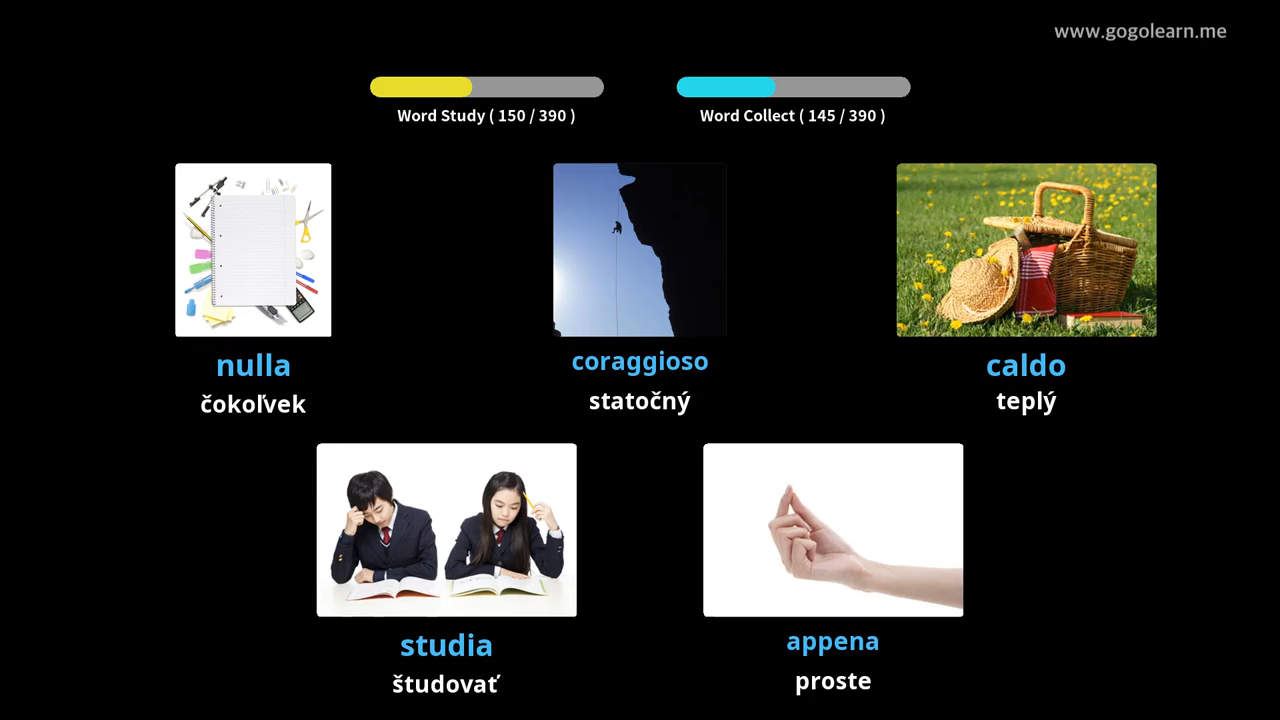 www.gogolearn.me
Word Study ( 150 / 390 )
Word Collect ( 145 / 390 )
nulla
čokoľvek
coraggioso
statočný
caldo
teplý
studia
študovať
appena
proste